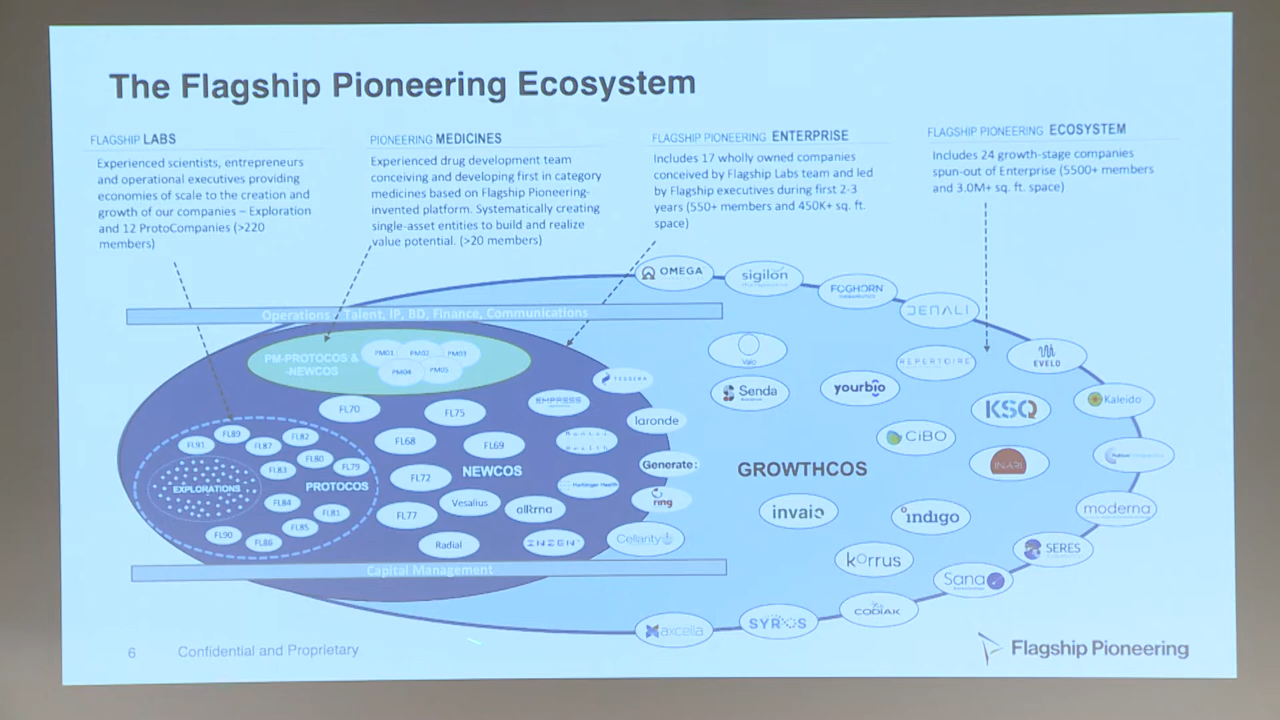 The Flagship Pioneering Ecosystem
FLAGSHIP LABS
Experienced scientists, entrepreneurs
and operational executives providing
economies of scale to the creation and
growth of our companies – Exploration
and 12 ProtoCompanies (>220
members)
PIONEERING MEDICINES
Experienced drug development team
conceiving and developing first in category
medicines based on Flagship Pioneering-
invented platform. Systematically creating
single-asset entities to build and realize
value potential. (>20 members)
FLAGSHIP PIONEERING ENTERPRISE
Includes 17 wholly owned companies
conceived by Flagship Labs team and led
by Flagship executives during first 2-3
years (550+ members and 450K+ sq. ft.
space)
FLAGSHIP PIONEERING ECOSYSTEM
Includes 24 growth-stage companies
spun-out of Enterprise (5500+ members
and 3.0M+ sq. ft. space)
Operations – Talent, IP, BD, Finance, Communications
PM-PROTOCOS &
-NEWCOS
PM01
PM02
PM03
PM04
PM05
FL91
FL89
FL87
FL82
FL80
FL79
FL83
EXPLORATIONS
PROTOCOS
FL84
FL81
FL85
FL90
FL86
FL70
FL75
FL68
FL69
FL72
NEWCOS
FL77
Vesalius
Radial
alltrna
TESSERA
EMPRESS
laronde
Harbinger Health
Generate:
ring
Cellarity
Capital Management
OMEGA
sigilon
FOGHORN
THERAPEUTICS
DENALI
Valo
REPERTOIRE
EVELO
Senda
yourbio
KSQ
Kaleido
CiBO
INARI
GROWTHCOS
invaio
indigo
moderna
korrus
SERES
Sana
CODIAK
SYROS
axcella
6
Confidential and Proprietary
Flagship Pioneering